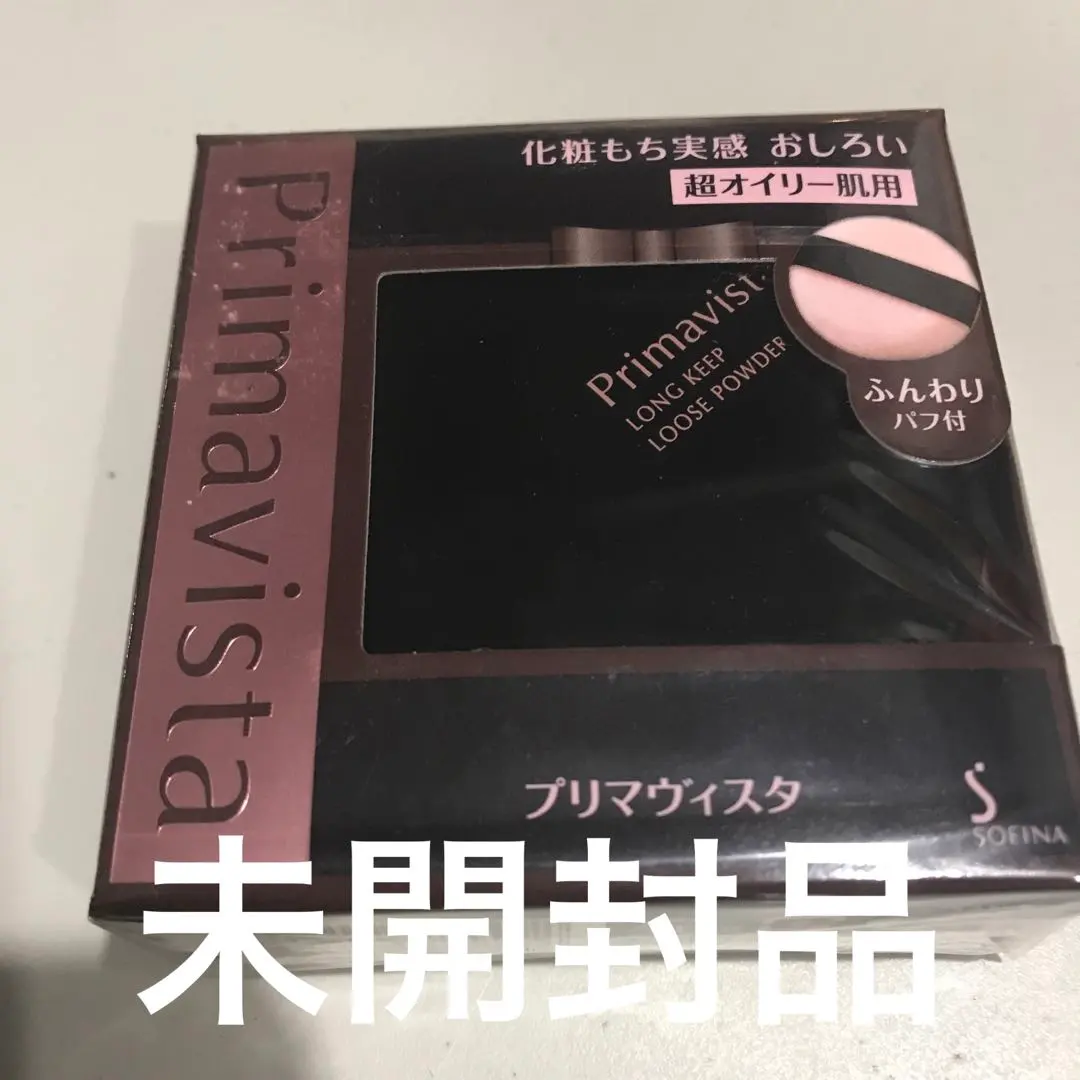 化粧もち実感 おしろい
超オイリー肌用
Primavista
Primavist
LONG KEEP
LOOSE POWDER
ふんわり
パフ付
プリマヴィスタ
S
SOFINA
未開封品